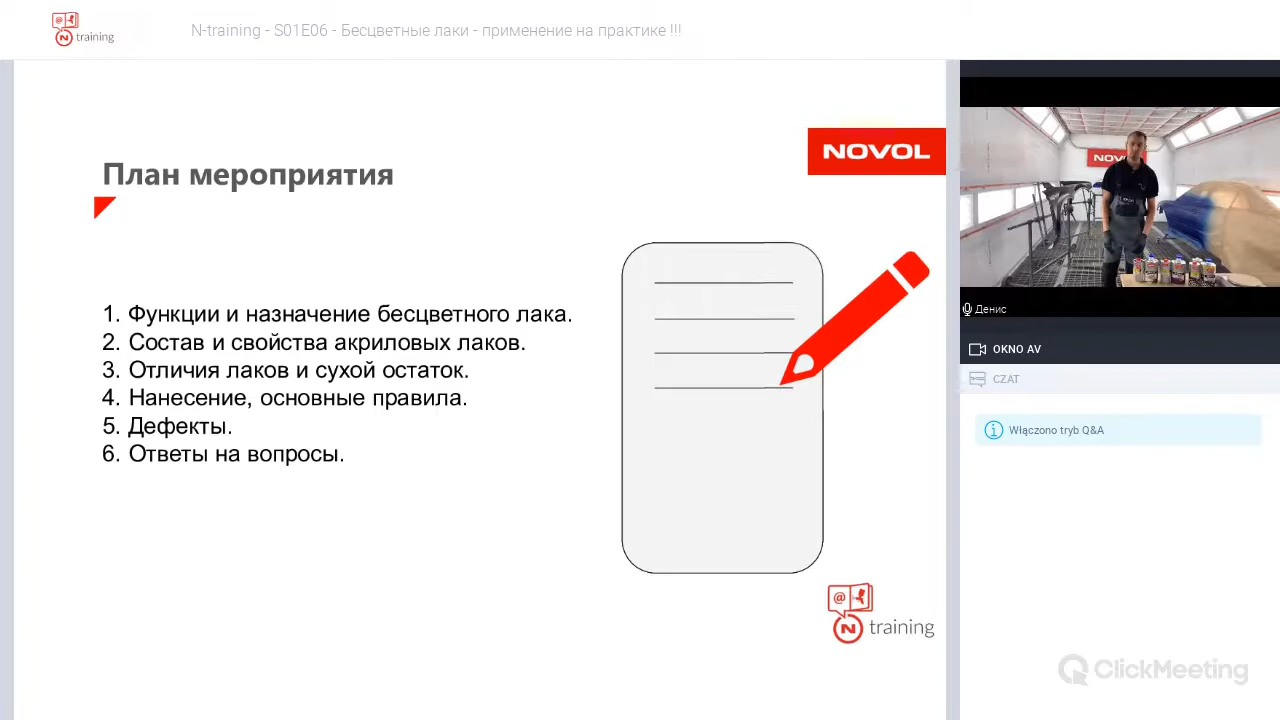 training
N-training - S01E06 - Бесцветные лаки - применение на практике !!!
NOVOL
План мероприятия
1. Функции и назначение бесцветного лака.
2. Состав и свойства акриловых лаков.
3. Отличия лаков и сухой остаток.
4. Нанесение, основные правила.
5. Дефекты.
6. Ответы на вопросы.
@
N training
Денис
OKNO AV
CZAT
Włączono tryb Q&A
ClickMeeting